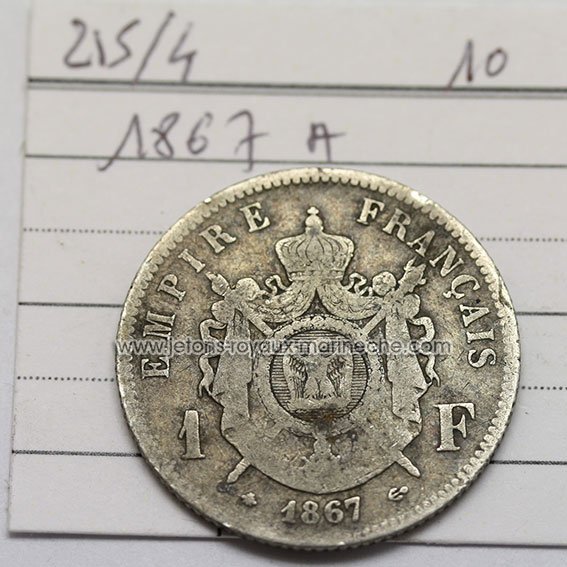 215/4 10
1867 A
EMPIRE FRANÇAIS
www.jetons-royaux-marineche.com
1 F
1867